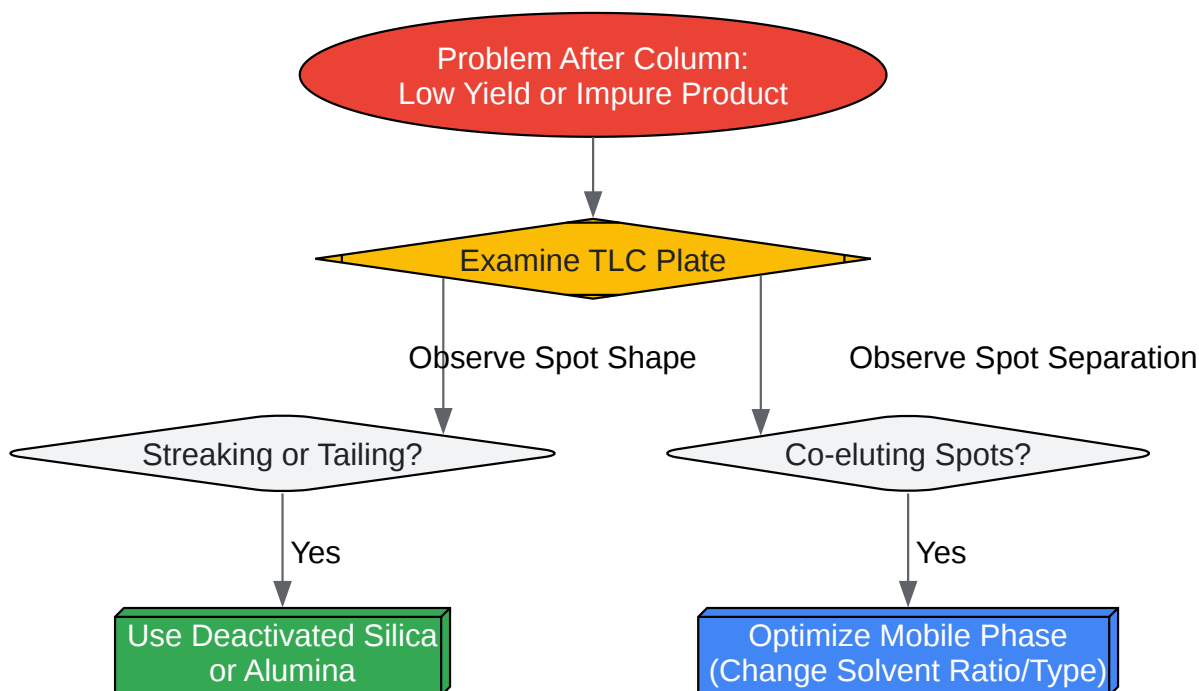 Problem After Column:
Low Yield or Impure Product
Examine TLC Plate
Observe Spot Shape
Observe Spot Separation
Streaking or Tailing?
Co-eluting Spots?
Yes
Yes
Use Deactivated Silica
or Alumina
Optimize Mobile Phase
(Change Solvent Ratio/Type)